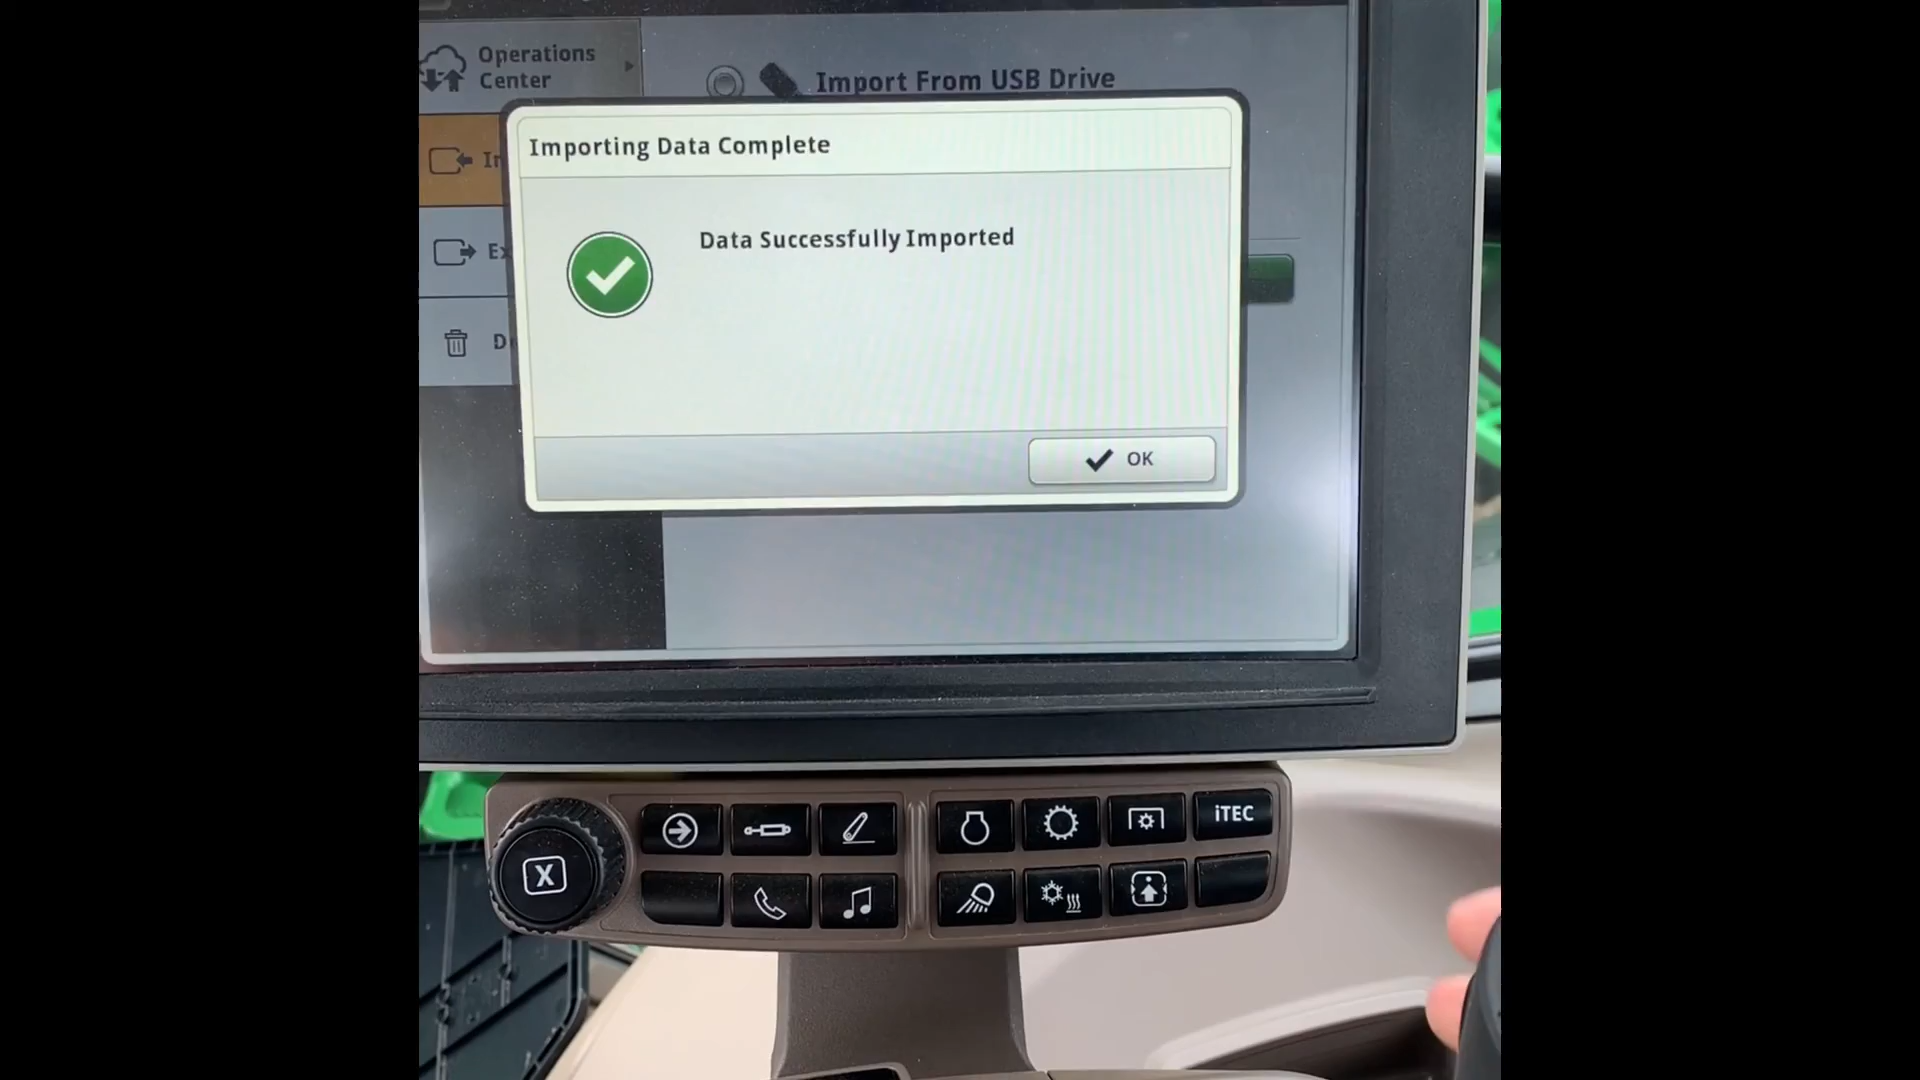 Operations
Center
Import From USB Drive
Importing Data Complete
Data Successfully Imported
OK
iTEC
X